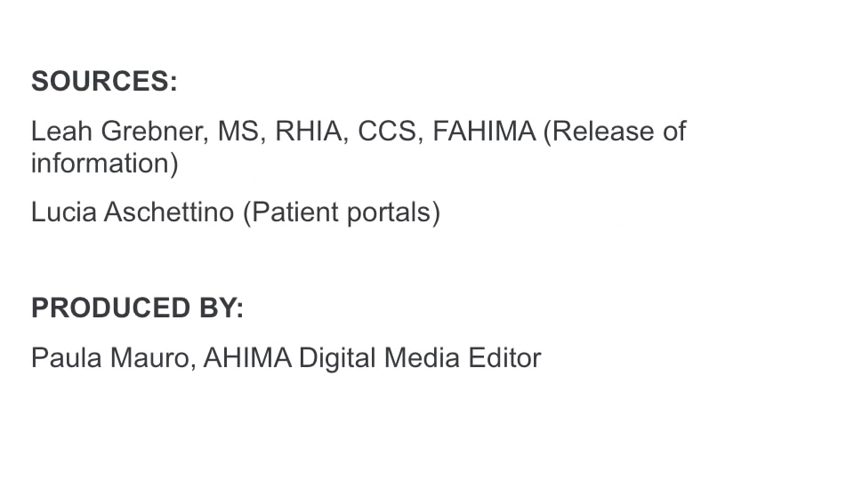 SOURCES:
Leah Grebner, MS, RHIA, CCS, FAHIMA (Release of
information)
Lucia Aschettino (Patient portals)
PRODUCED BY:
Paula Mauro, AHIMA Digital Media Editor